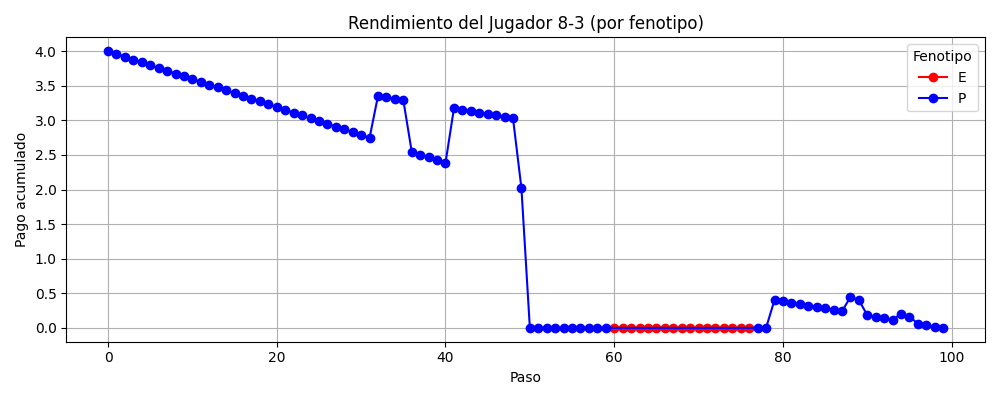 Rendimiento del Jugador 8-3 (por fenotipo)
Pago acumulado
4.0
3.5
3.0
2.5
2.0
1.5
1.0
0.5
0.0
Fenotipo
E
P
0 20 40 60 80 100
Paso